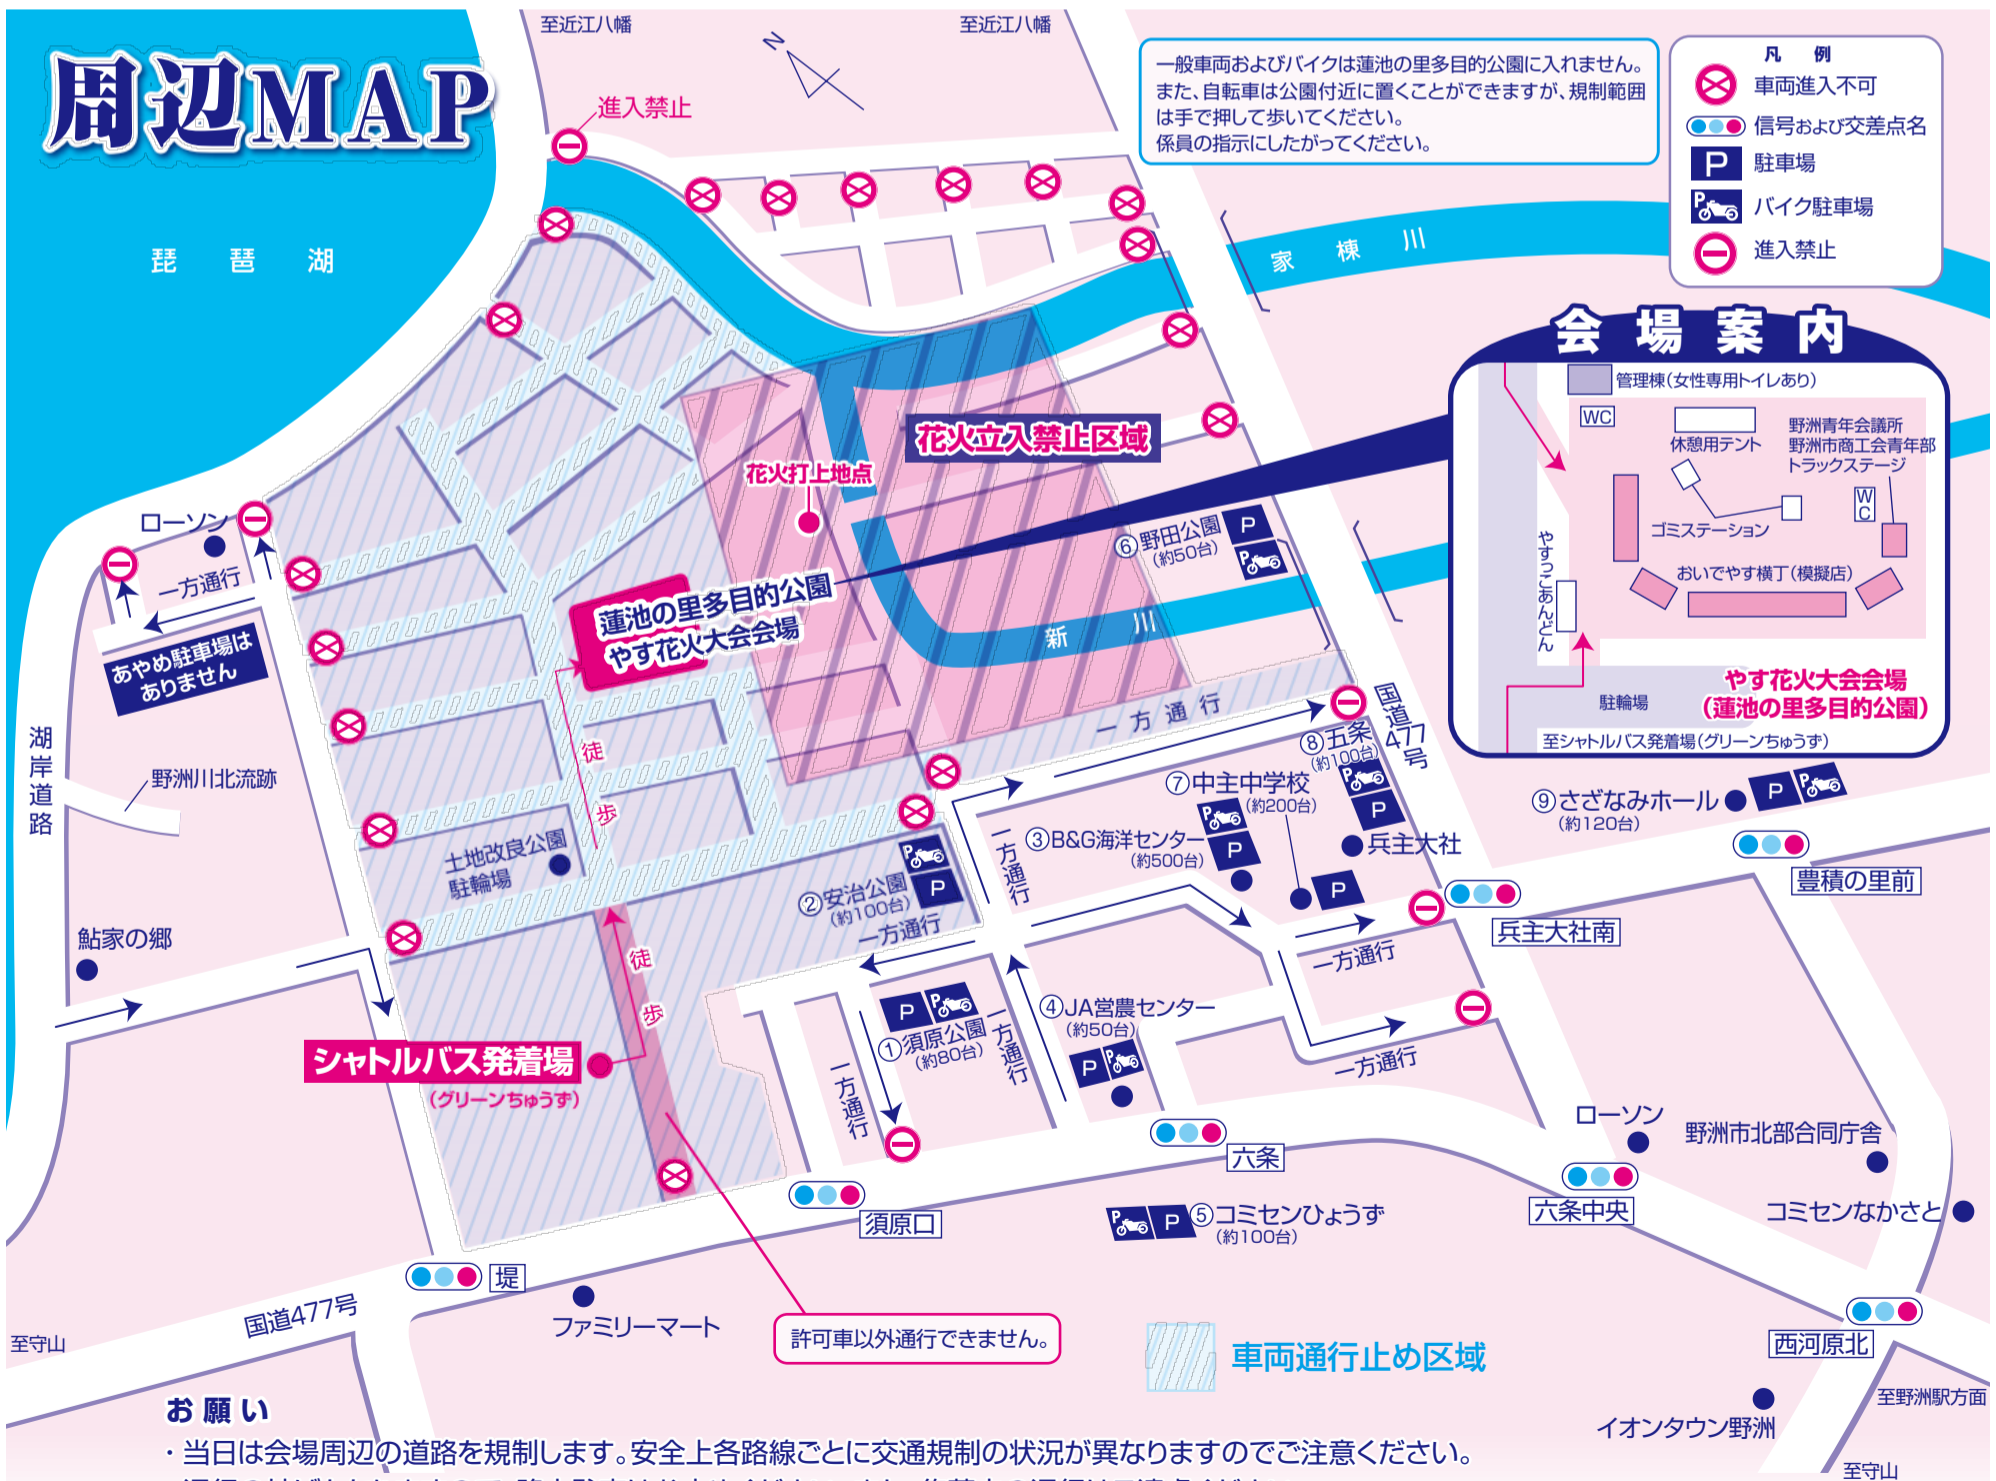 周辺MAP
至近江八幡
至近江八幡
N
進入禁止
一般車両およびバイクは蓮池の里多目的公園に入れません。
また、自転車は公園付近に置くことができますが、規制範囲
は手で押して歩いてください。
係員の指示にしたがってください。
凡 例
車両進入不可
信号および交差点名
P 駐車場
P バイク駐車場
進入禁止
琵 琶 湖
家 棟 川
会 場 案 内
管理棟(女性専用トイレあり)
WC
休憩用テント
野洲青年会議所
野洲市商工会青年部
トラックステージ
WC
ゴミステーション
おいでやす横丁(模擬店)
やすっこあんどん
駐輪場
やす花火大会会場
(蓮池の里多目的公園)
至シャトルバス発着場(グリーンちゅうず)
花火立入禁止区域
花火打上地点
⑥野田公園
(約50台)
P
P
ローソン
一方通行
あやめ駐車場は
ありません
蓮池の里多目的公園
やす花火大会会場
新 川
一方通行
国道477号
湖岸道路
野洲川北流跡
徒 歩
⑧五条
(約100台)
P
P
⑦中主中学校
(約200台)
P
③B&G海洋センター
(約500台)
P
P
兵主大社
⑨さざなみホール
(約120台)
P
P
豊積の里前
土地改良公園
駐輪場
②安治公園
(約100台)
P
P
一方通行
一方通行
兵主大社南
一方通行
鮎家の郷
徒 歩
①須原公園
(約80台)
P
P
一方通行
一方通行
④JA営農センター
(約50台)
P
P
一方通行
シャトルバス発着場
(グリーンちゅうず)
六条
ローソン
野洲市北部合同庁舎
六条中央
コミセンなかさと
須原口
P
P
⑤コミセンひょうず
(約100台)
堤
国道477号
ファミリーマート
至守山
許可車以外通行できません。
車両通行止め区域
西河原北
至野洲駅方面
イオンタウン野洲
至守山
お願い
・当日は会場周辺の道路を規制します。安全上各路線ごとに交通規制の状況が異なりますのでご注意ください。